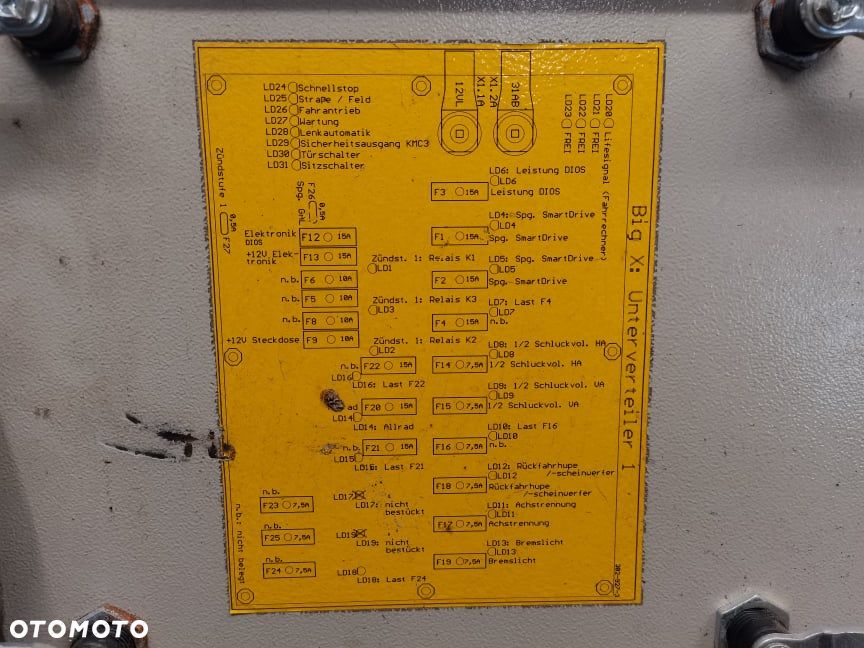 LD24 Schnellstop
LD25 Straße / Feld
LD26 Fahrantrieb
LD27 Wartung
LD28 Lenkautomatik
LD29 Sicherheitsausgang KMC3
LD30 Türschalter
LD31 Sitzschalter
12VL
X1.1A
X1.2A
31AB
LD20 Lifesignal (Fahrrechner)
LD21 FREI
LD22 FREI
LD23 FREI
Big X: Unterverteiler 1
Zündstufe 1
0,5A
F27
F26
Spg. GAL
0,5A
Elektronik
DIOS
F12 15A
+12V Elek-
tronik
F13 15A
n.b. F6 10A
n.b. F5 10A
n.b. F8 10A
+12V Steckdose F9 10A
Zündst. 1: Relais K1
LD1
Zündst. 1: Relais K3
LD3
Zündst. 1: Relais K2
LD2
LD6: Leistung DIOS
LD6
F3 15A Leistung DIOS
LD4: Spg. SmartDrive
LD4
F1 15A Spg. SmartDrive
LD5: Spg. SmartDrive
LD5
F2 15A Spg. SmartDrive
LD7: Last F4
LD7
F4 15A n.b.
LD8: 1/2 Schluckvol. HA
LD8
F14 7,5A 1/2 Schluckvol. HA
LD9: 1/2 Schluckvol. VA
LD9
F15 7,5A 1/2 Schluckvol. VA
LD10: Last F16
LD10
F16 7,5A n.b.
LD12: Rückfahrhupe
/-scheinwerfer
LD12
F18 7,5A Rückfahrhupe
/-scheinwerfer
LD11: Achstrennung
LD11
F17 7,5A Achstrennung
LD13: Bremslicht
LD13
F19 7,5A Bremslicht
n.b. F22 15A
LD16
LD16: Last F22
F20 15A
LD14
LD14: Allrad
n.b. F21 15A
LD15
LD15: Last F21
n.b.
F23 7,5A
n.b.
F25 7,5A
n.b.
F24 7,5A
LD17
LD17: nicht
bestückt
LD19
LD19: nicht
bestückt
LD18
LD18: Last F24
n.b.: nicht belegt
OTOMOTO